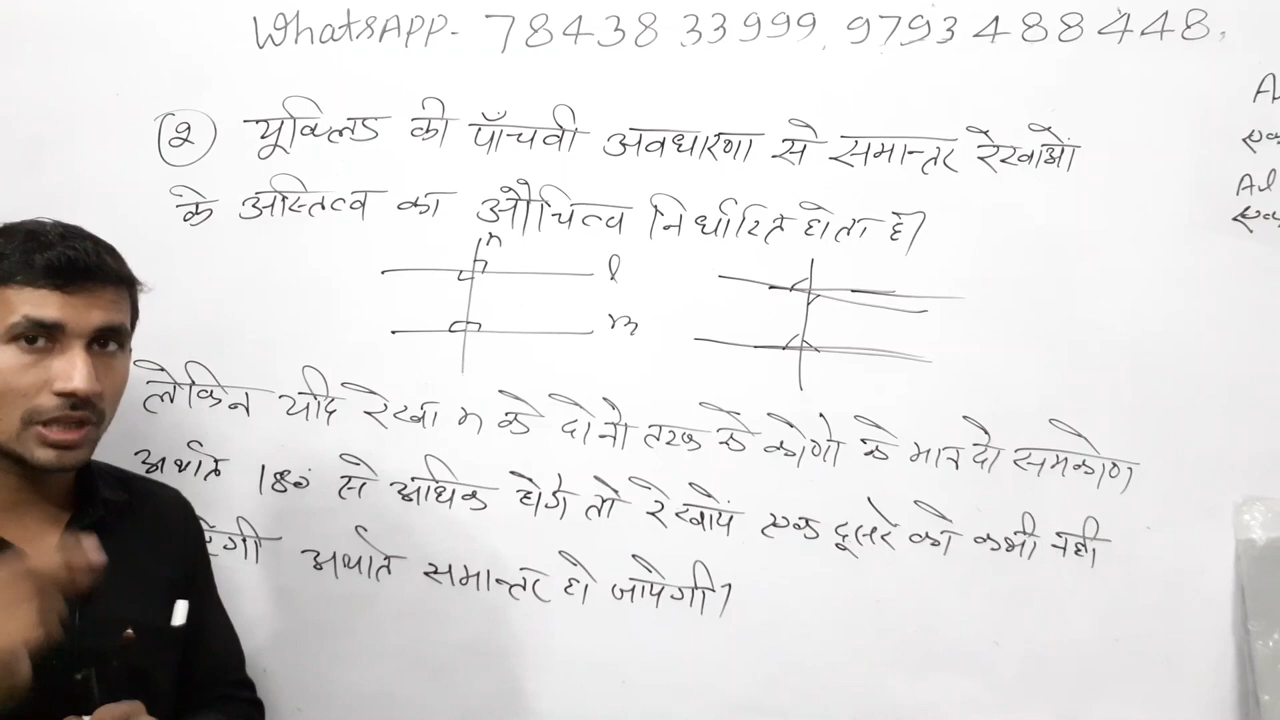 WhatsAPP- 7843833999, 9793488448,
(२) यूक्लिड की पाँचवी अवधारणा से समान्तर रेखाओं
के अस्तित्व का औचित्य निर्धारित होता है।
n
l
m
लेकिन यदि रेखा n के दोनो तरफ के कोणो के माप दो समकोण
अर्थात 180° से अधिक होगे तो रेखायें एक दूसरे को कभी नही
अर्थात समान्तर हो जायेगी।